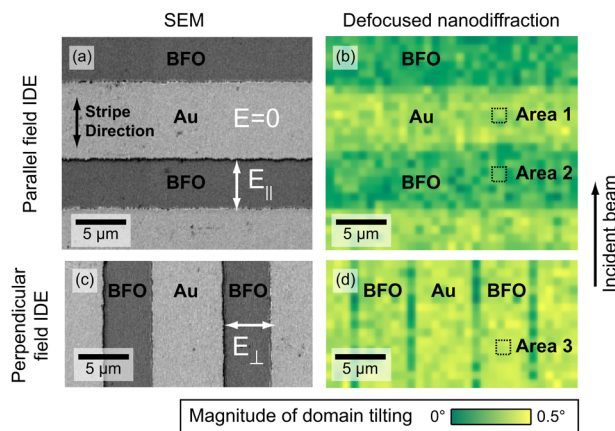 SEM
Defocused nanodiffraction
Parallel field IDE
(a)
BFO
Stripe
Direction
Au
E=0
BFO
E||
5 µm
(b)
BFO
Au
Area 1
Area 2
BFO
5 µm
Incident beam
Perpendicular
field IDE
(c)
BFO
Au
BFO
E⊥
5 µm
(d)
BFO
Au
BFO
Area 3
5 µm
Magnitude of domain tilting
0°
0.5°